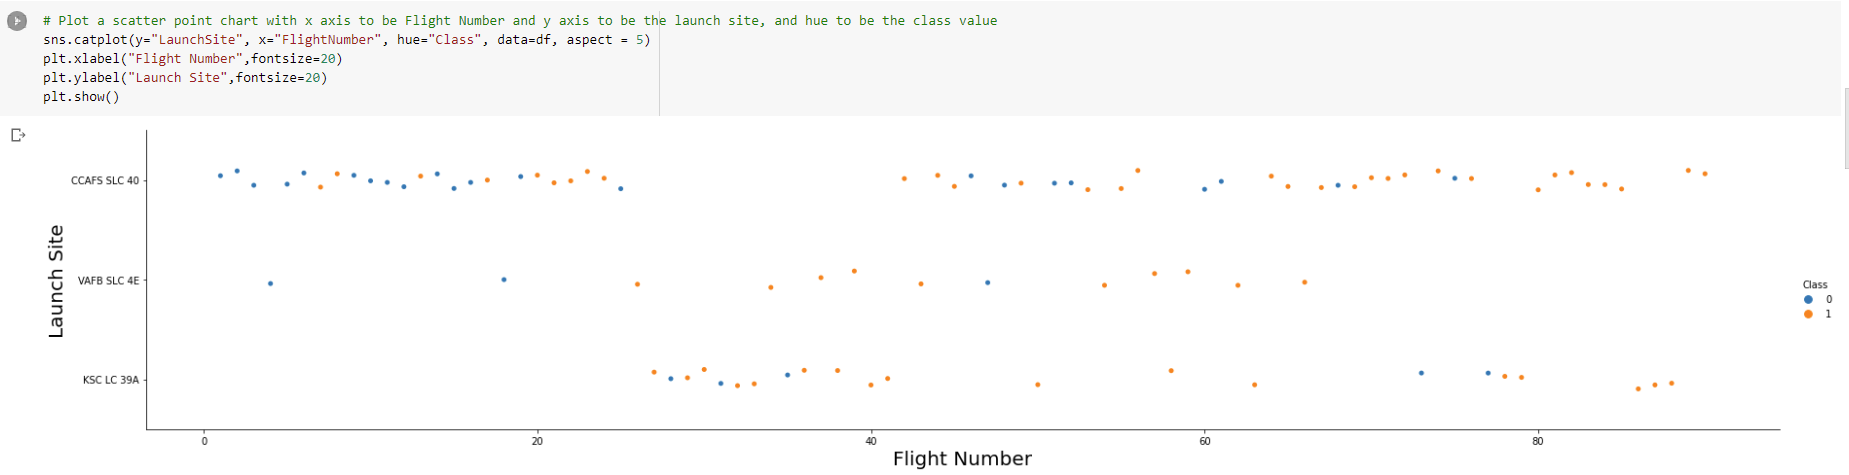 # Plot a scatter point chart with x axis to be Flight Number and y axis to be the launch site, and hue to be the class value
sns.catplot(y="LaunchSite", x="FlightNumber", hue="Class", data=df, aspect = 5)
plt.xlabel("Flight Number",fontsize=20)
plt.ylabel("Launch Site",fontsize=20)
plt.show()
CCAFS SLC 40
VAFB SLC 4E
KSC LC 39A
Launch Site
0
20
40
60
80
Flight Number
Class
0
1